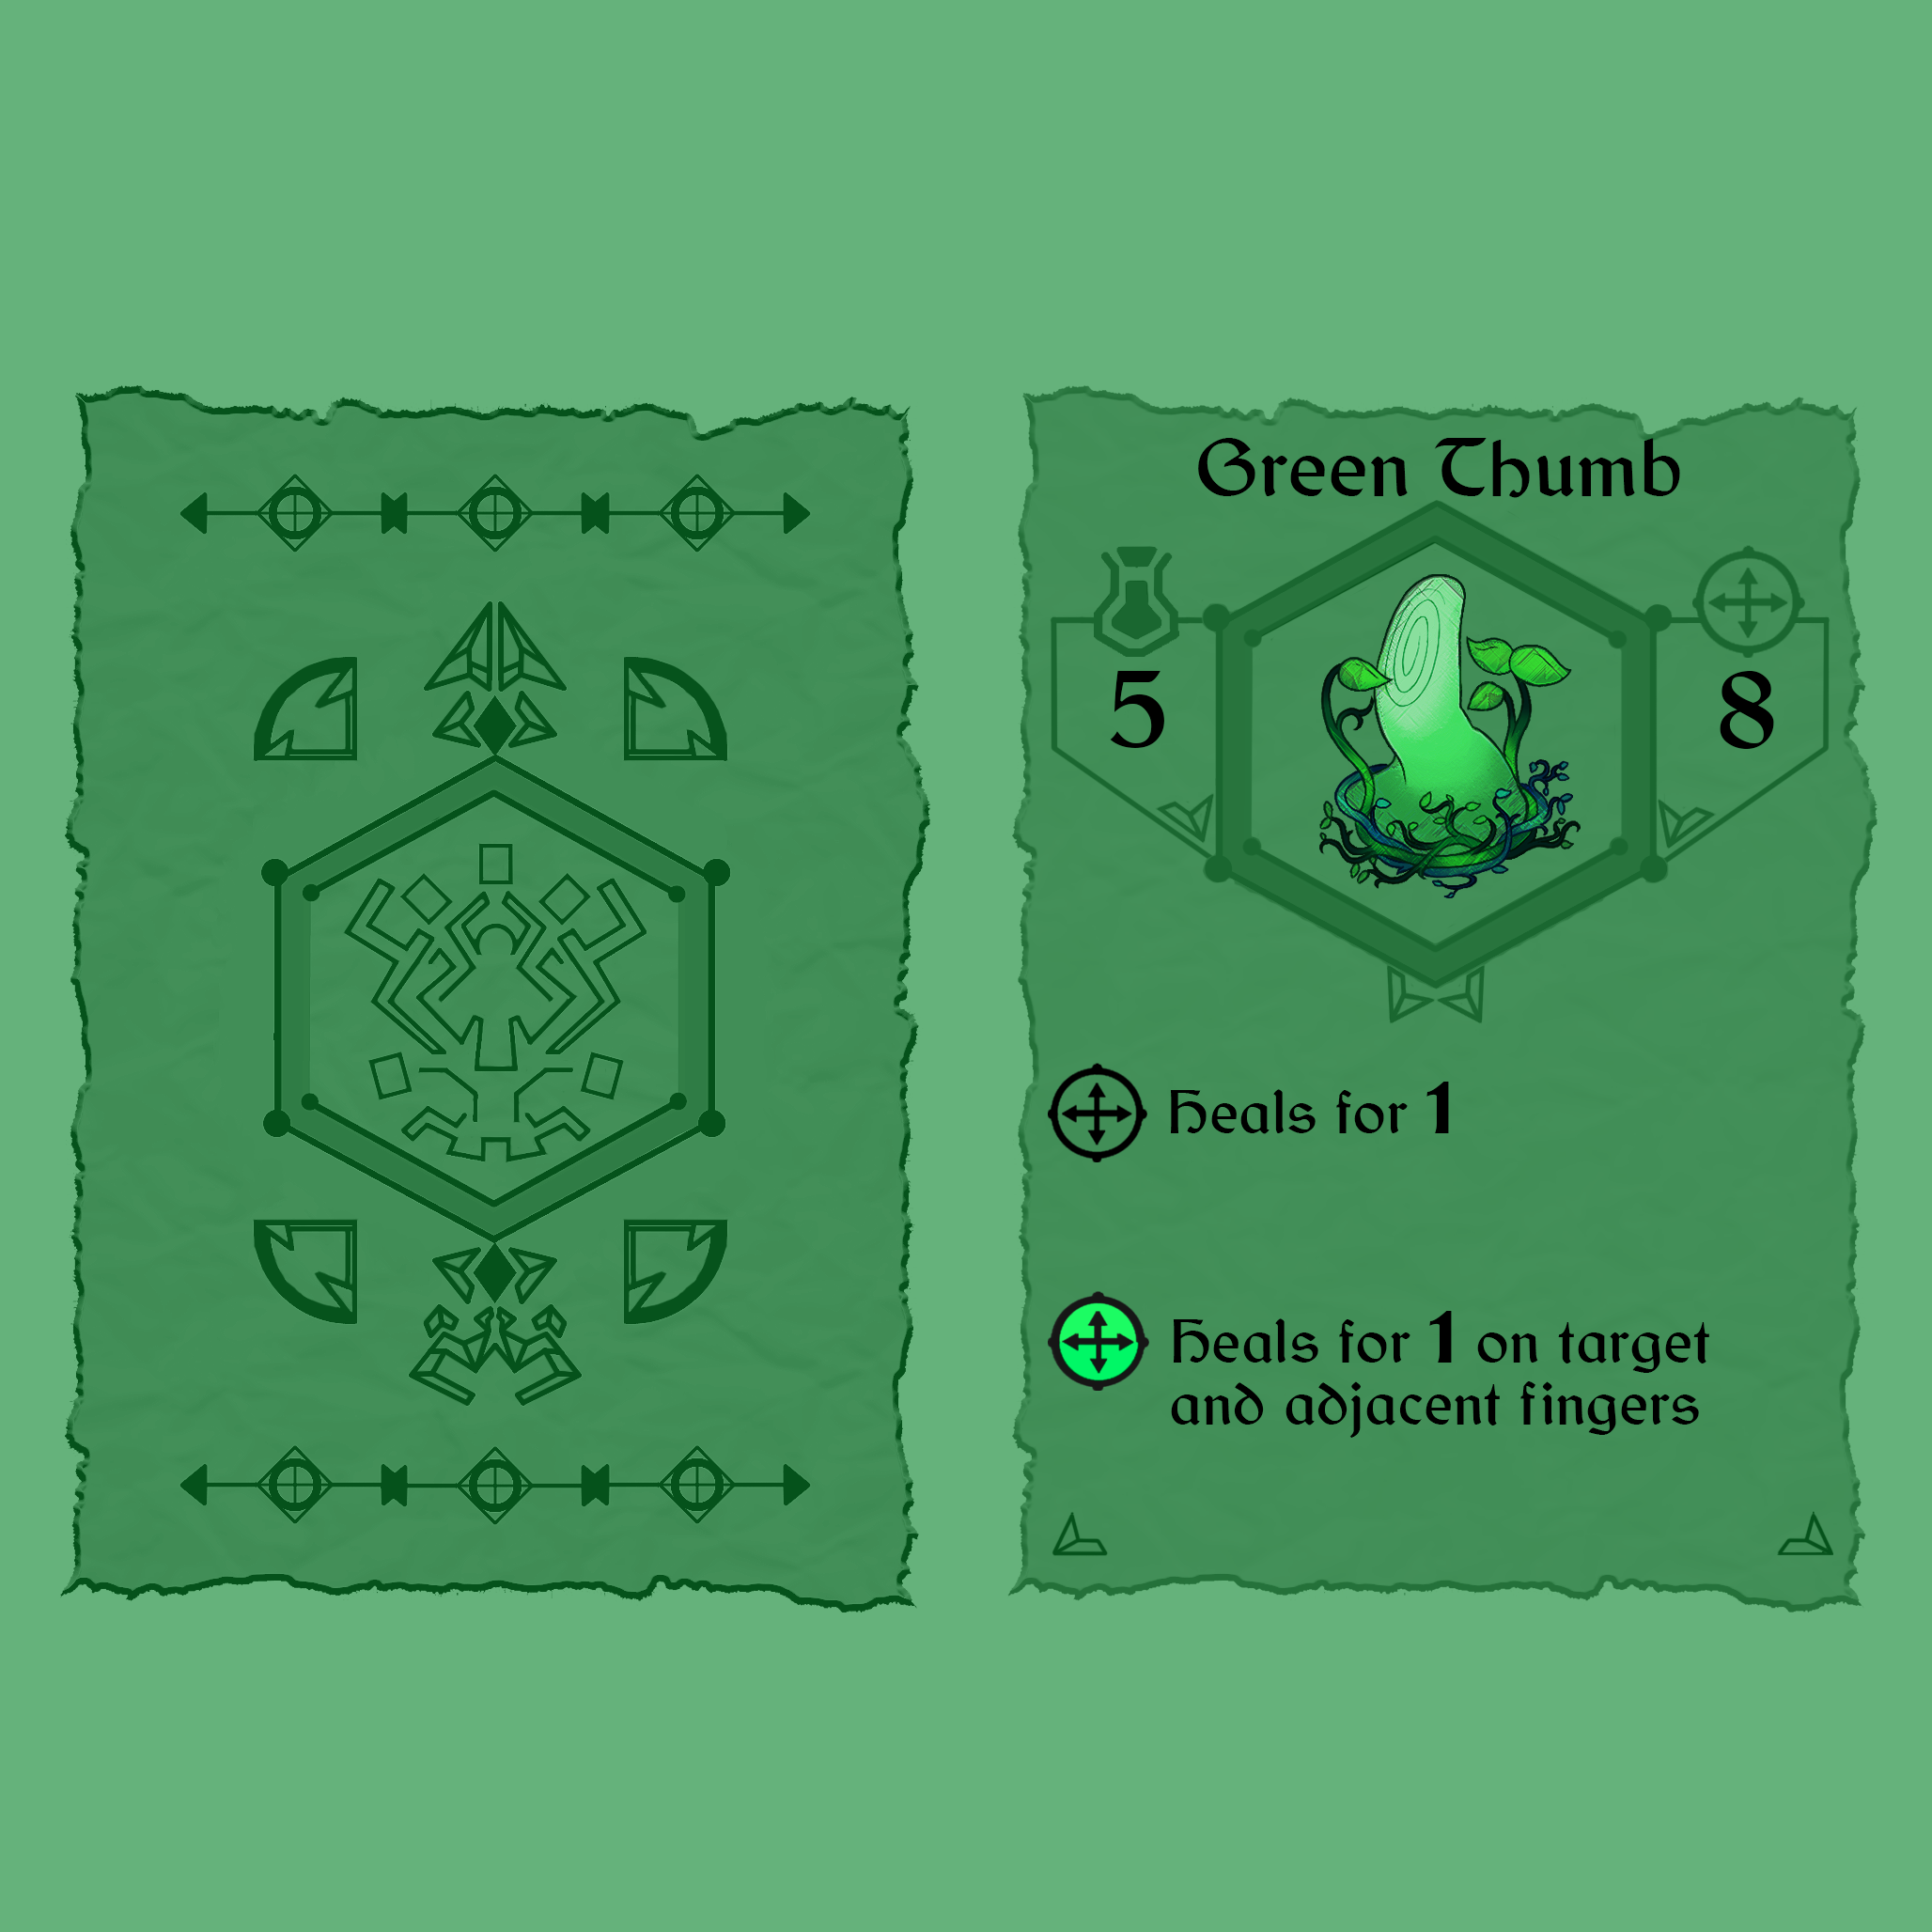 Green Thumb
5
8
Heals for 1
Heals for 1 on target
and adjacent fingers